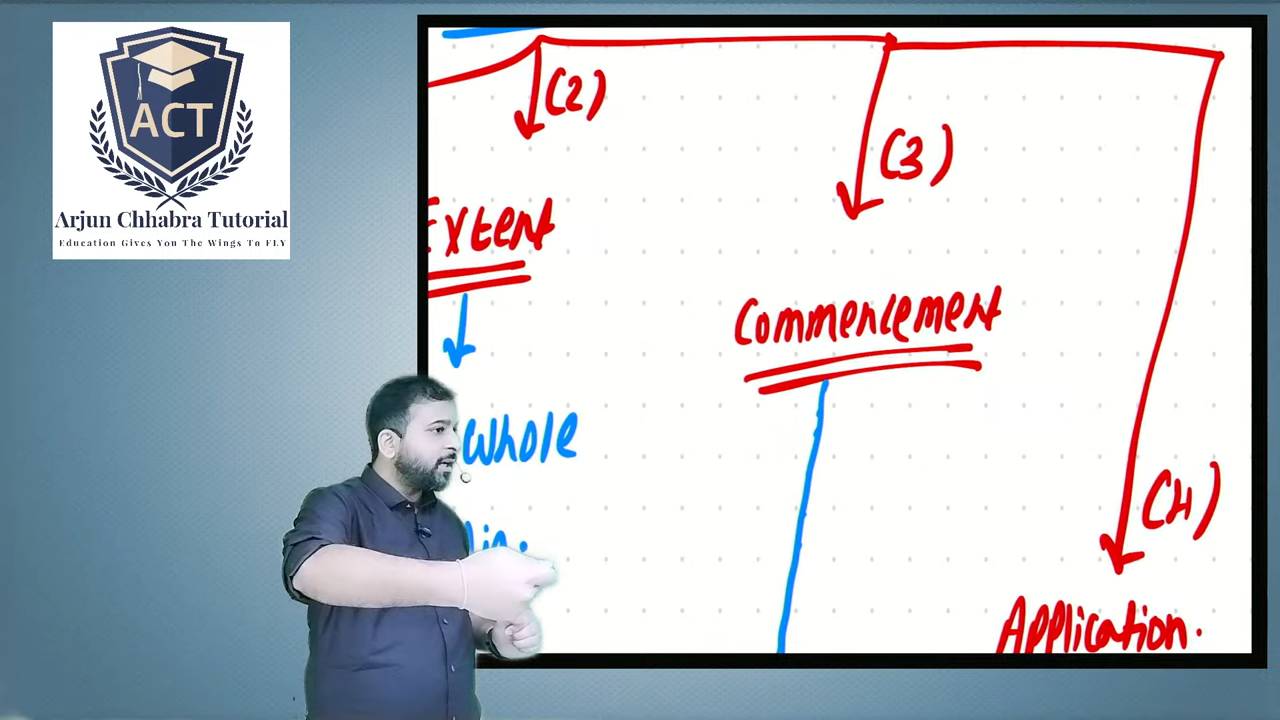 ACT
Arjun Chhabra Tutorial
Education Gives You The Wings To FLY
(2)
(3)
Extent
Commencement
Whole
(4)
Application.